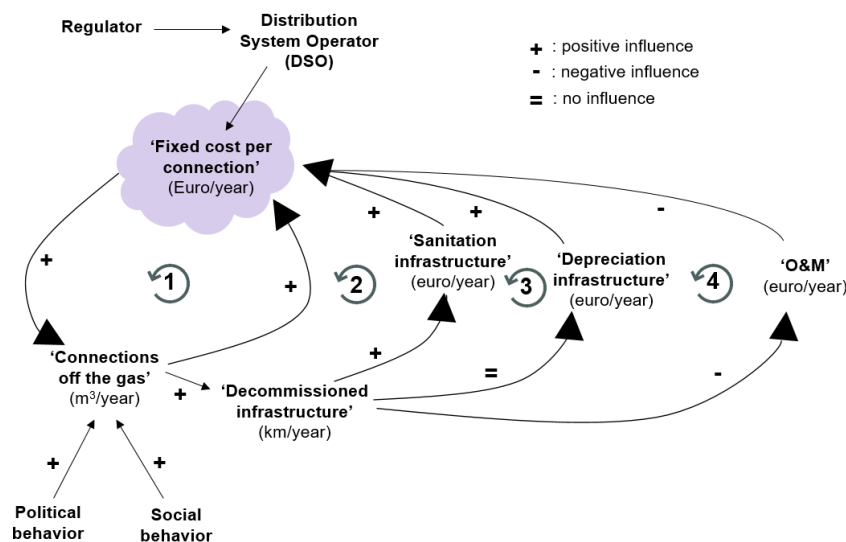 Regulator
Distribution
System Operator
(DSO)
+ : positive influence
- : negative influence
= : no influence
‘Fixed cost per
connection’
(Euro/year)
+
1
+
2
+
+
-
‘Sanitation
infrastructure’
(euro/year)
3
‘Depreciation
infrastructure’
(euro/year)
4
‘O&M’
(euro/year)
‘Connections
off the gas’
(m³/year)
+
‘Decommissioned
infrastructure’
(km/year)
+
=
-
+
+
Political
behavior
Social
behavior